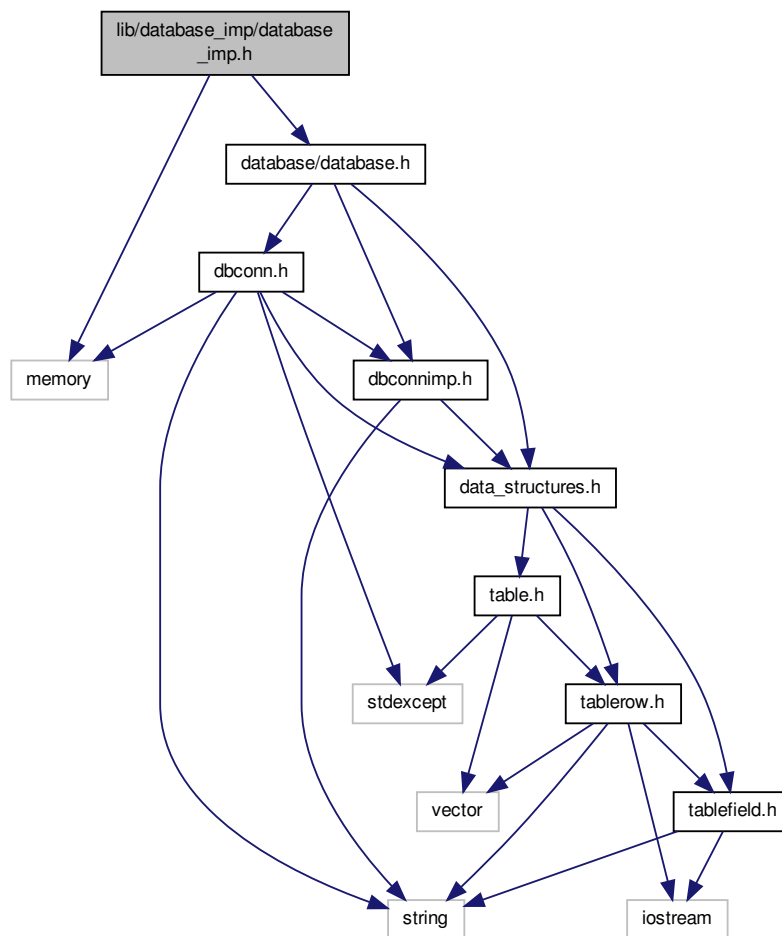 lib/database_imp/database
_imp.h
database/database.h
dbconn.h
memory
dbconnimp.h
data_structures.h
table.h
stdexcept
tablerow.h
vector
tablefield.h
string
iostream